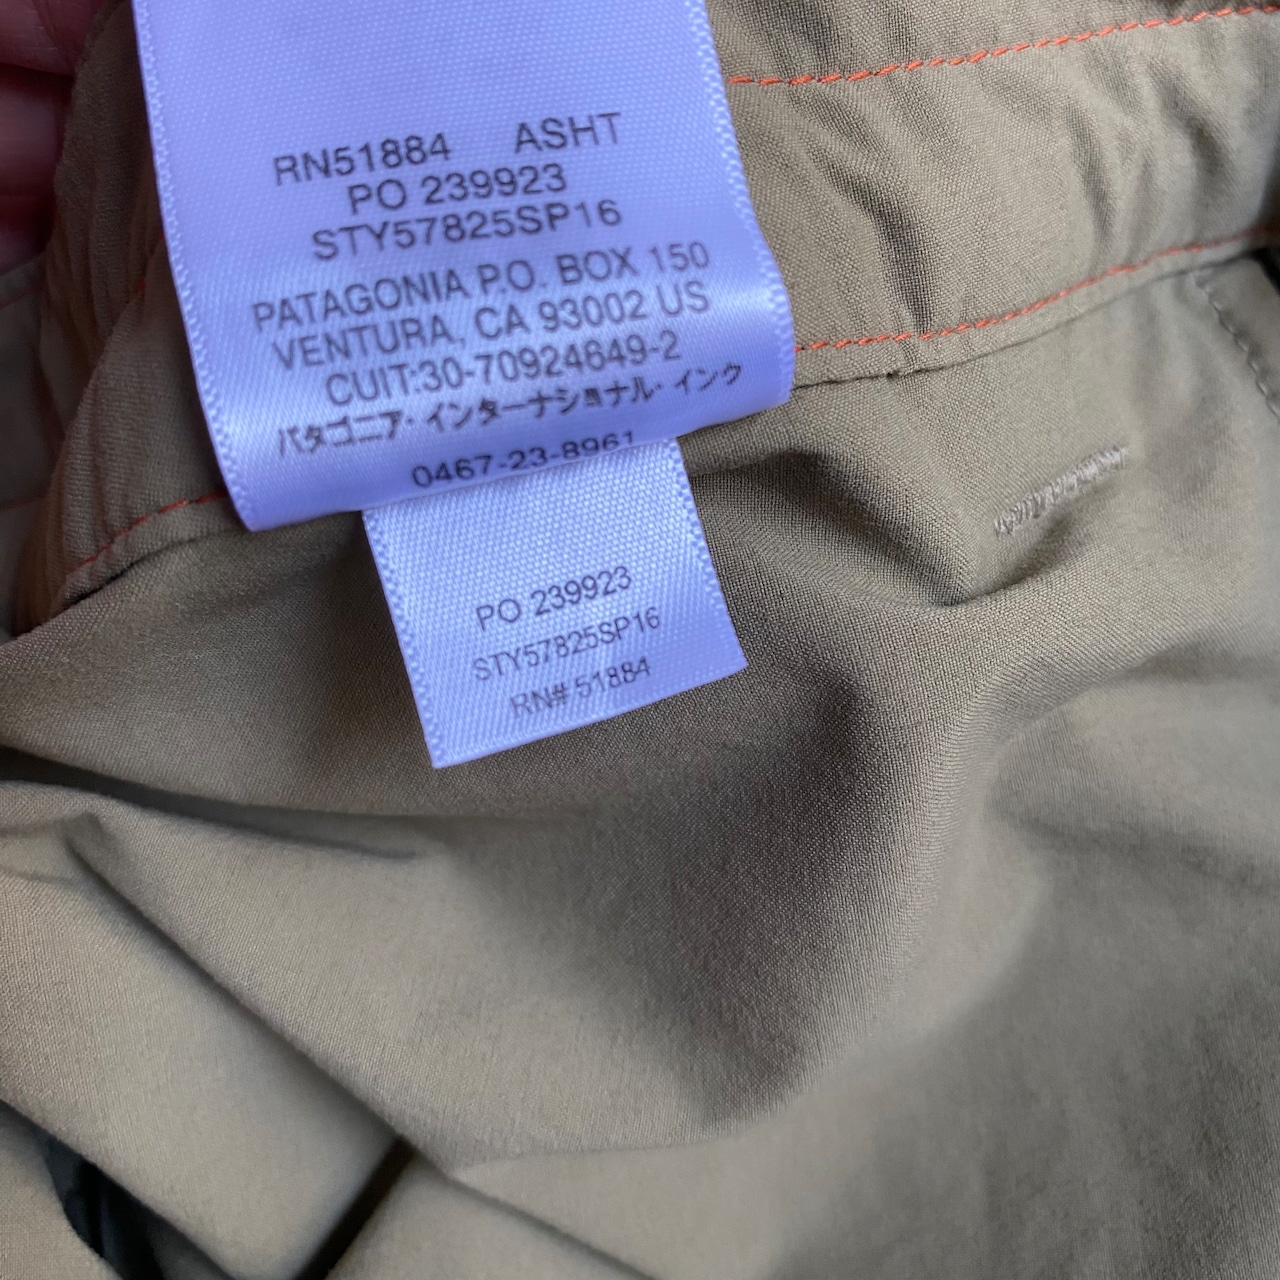 RN51884 ASHT
PO 239923
STY57825SP16
PATAGONIA P.O. BOX 150
VENTURA, CA 93002 US
CUIT:30-70924649-2
パタゴニア・インターナショナル・インク
0467-23-8961
PO 239923
STY57825SP16
RN# 51884